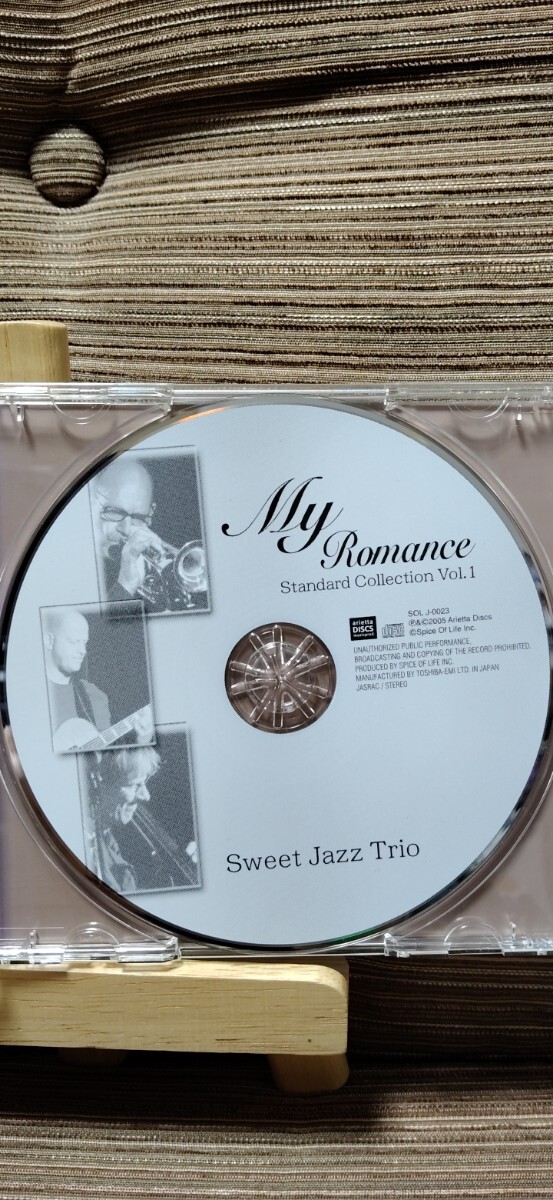 My
Romance
Standard Collection Vol.1
SOL J-0023
℗&©2005 Arietta Discs
©Spice Of Life Inc.
arietta
DISCS
UNAUTHORIZED PUBLIC PERFORMANCE,
BROADCASTING AND COPYING OF THE RECORD PROHIBITED.
PRODUCED BY SPICE OF LIFE INC.
MANUFACTURED BY TOSHIBA-EMI LTD. IN JAPAN
JASRAC / STEREO
Sweet Jazz Trio